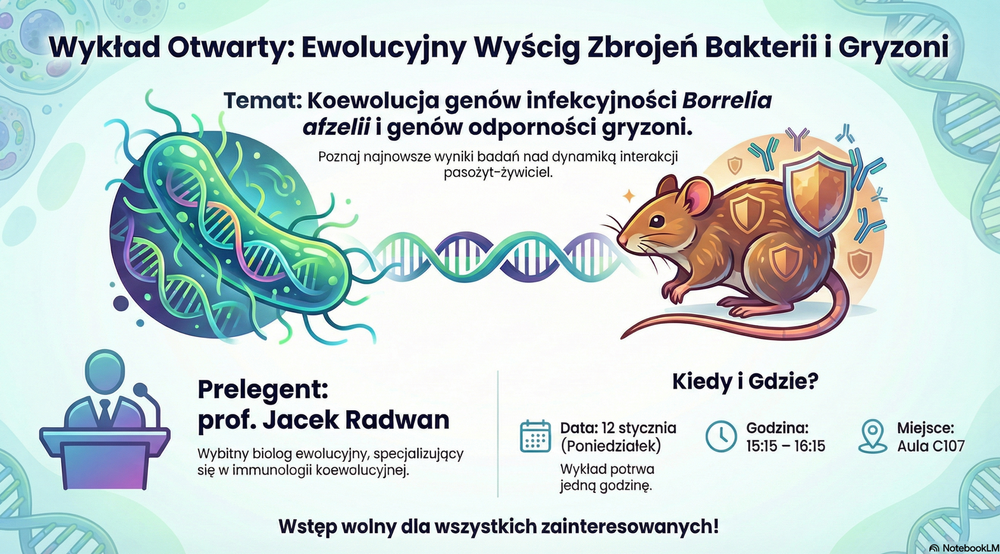 Wykład Otwarty: Ewolucyjny Wyścig Zbrojeń Bakterii i Gryzoni
Temat: Koewolucja genów infekcyjności Borrelia
afzelii i genów odporności gryzoni.
Poznaj najnowsze wyniki badań nad dynamiką interakcji
pasożyt-żywiciel.
Prelegent:
prof. Jacek Radwan
Wybitny biolog ewolucyjny, specjalizujący
się w immunologii koewolucyjnej.
Kiedy i Gdzie?
Data: 12 stycznia
(Poniedziałek)
Wykład potrwa
jedną godzinę.
Godzina:
15:15 – 16:15
Miejsce:
Aula C107
Wstęp wolny dla wszystkich zainteresowanych!
NotebookLM